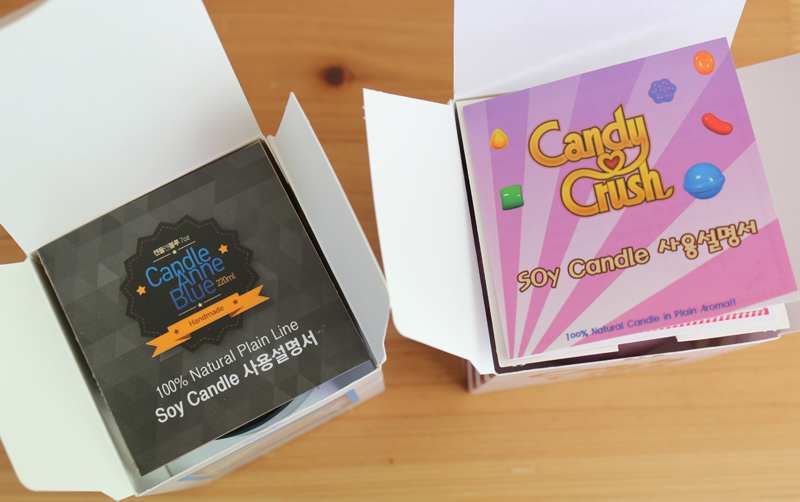 캔들앤블루 7oz
Candle
Anne
Blue 220ml
Handmade
100% Natural Plain Line
Soy Candle 사용설명서
Candy
Crush
SOy Candle 사용설명서
100% Natural Candle in Plain Aroma